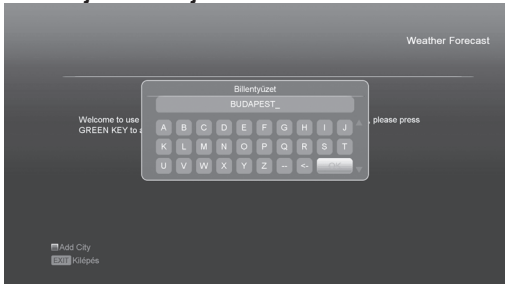 Weather Forecast
Billentyűzet
BUDAPEST_
Welcome to use , please press
GREEN KEY to
A B C D E F G H I J
K L M N O P Q R S T
U V W X Y Z -- <- OK
Add City
EXIT Kilépés